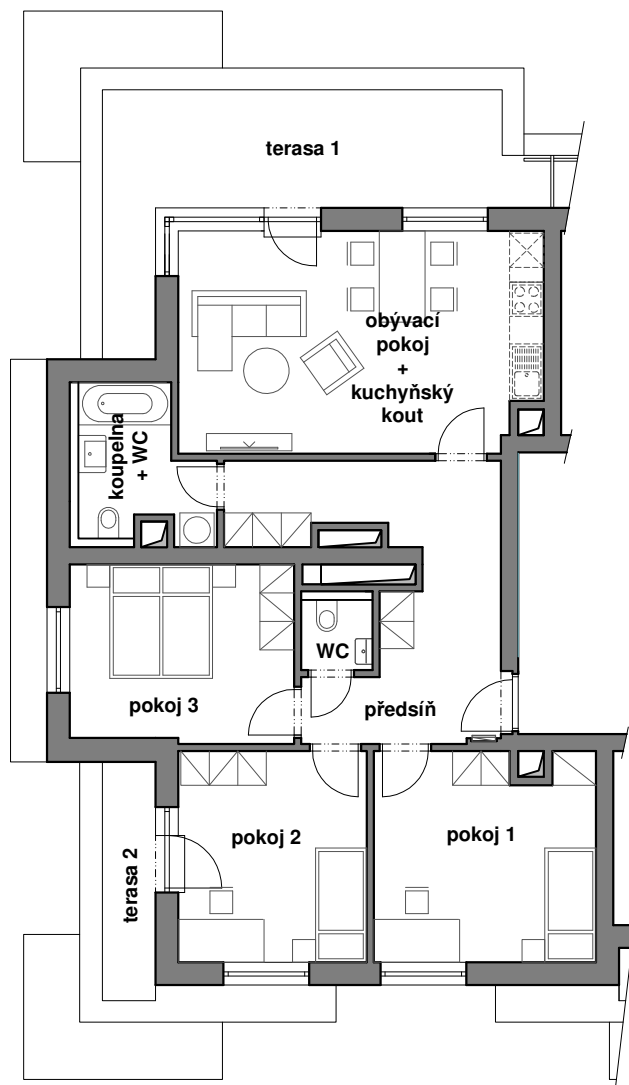 terasa 1
obývací
pokoj
+
kuchyňský
kout
koupelna
+ WC
WC
pokoj 3
předsíň
pokoj 2
pokoj 1
terasa 2